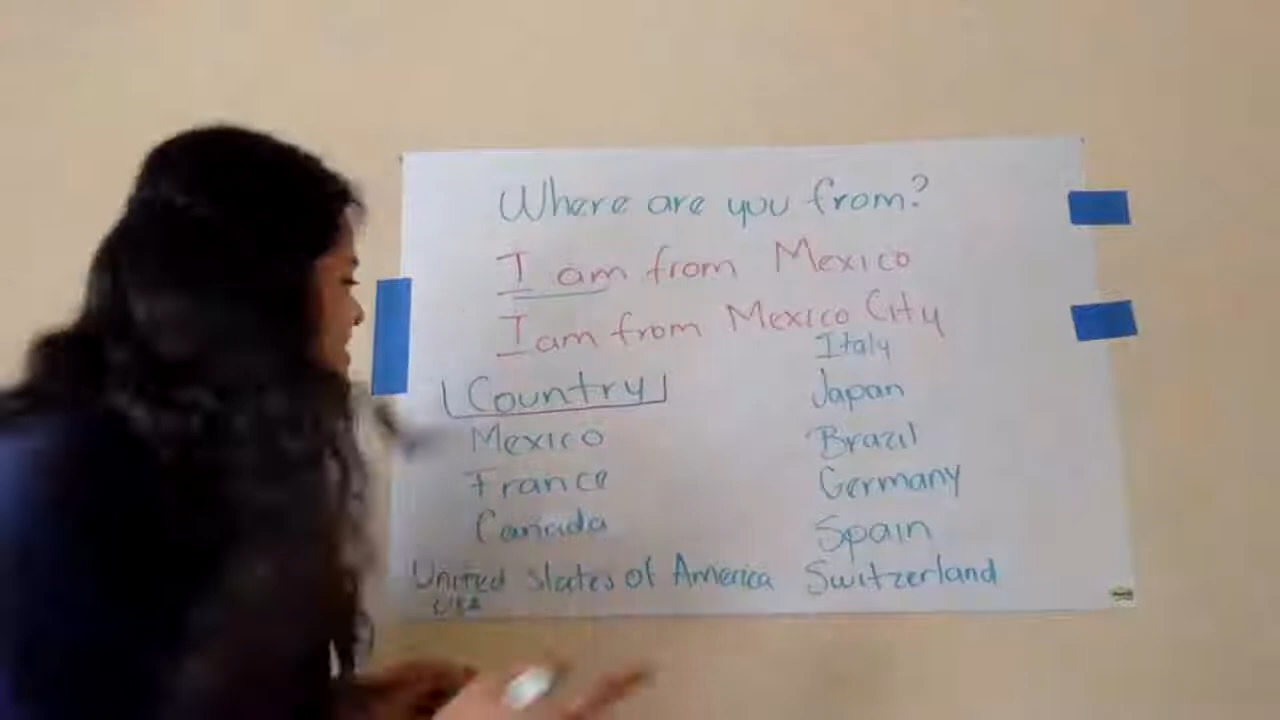 Where are you from?
I am from Mexico
I am from Mexico City
Country
Mexico
France
Canada
United States of America
USA
Italy
Japan
Brazil
Germany
Spain
Switzerland